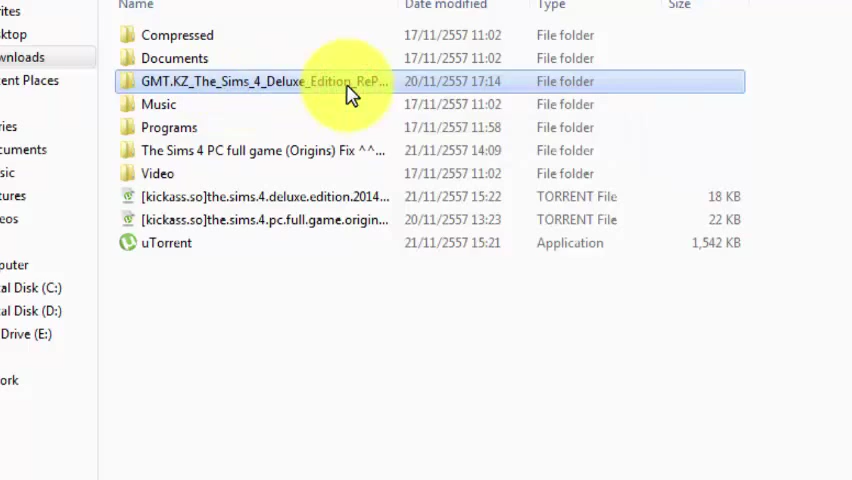 Name Date modified Type Size
rites
sktop
wnloads
ent Places
ries
cuments
sic
tures
eos
puter
al Disk (C:)
al Disk (D:)
Drive (E:)
ork
Compressed 17/11/2557 11:02 File folder
Documents 17/11/2557 11:02 File folder
GMT.KZ_The_Sims_4_Deluxe_Edition_ReP... 20/11/2557 17:14 File folder
Music 17/11/2557 11:02 File folder
Programs 17/11/2557 11:58 File folder
The Sims 4 PC full game (Origins) Fix ^^... 21/11/2557 14:09 File folder
Video 17/11/2557 11:02 File folder
[kickass.so]the.sims.4.deluxe.edition.2014... 21/11/2557 15:22 TORRENT File 18 KB
[kickass.so]the.sims.4.pc.full.game.origin... 20/11/2557 13:23 TORRENT File 22 KB
uTorrent 21/11/2557 15:21 Application 1,542 KB